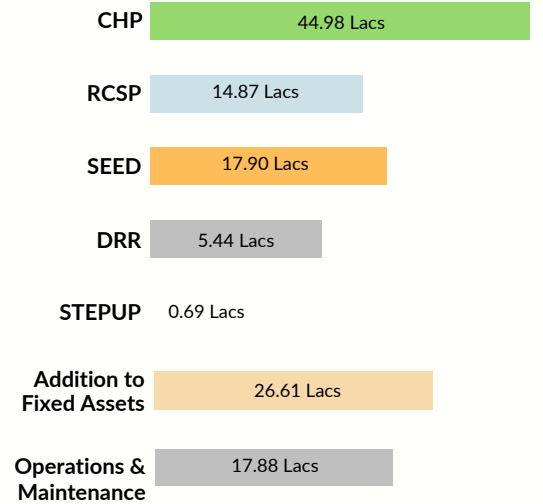 CHP 44.98 Lacs
RCSP 14.87 Lacs
SEED 17.90 Lacs
DRR 5.44 Lacs
STEPUP 0.69 Lacs
Addition to
Fixed Assets
26.61 Lacs
Operations &
Maintenance
17.88 Lacs